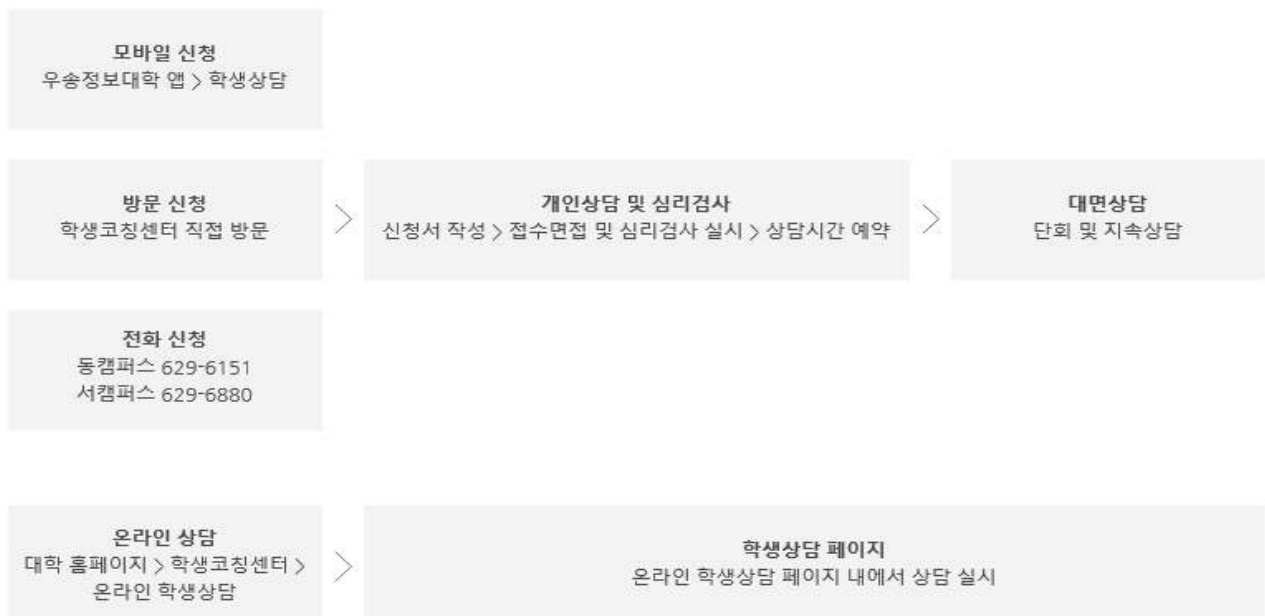 모바일 신청
우송정보대학 앱 > 학생상담
방문 신청
학생코칭센터 직접 방문
>
개인상담 및 심리검사
신청서 작성 > 접수면접 및 심리검사 실시 > 상담시간 예약
>
대면상담
단회 및 지속상담
전화 신청
동캠퍼스 629-6151
서캠퍼스 629-6880
온라인 상담
대학 홈페이지 > 학생코칭센터 >
온라인 학생상담
>
학생상담 페이지
온라인 학생상담 페이지 내에서 상담 실시